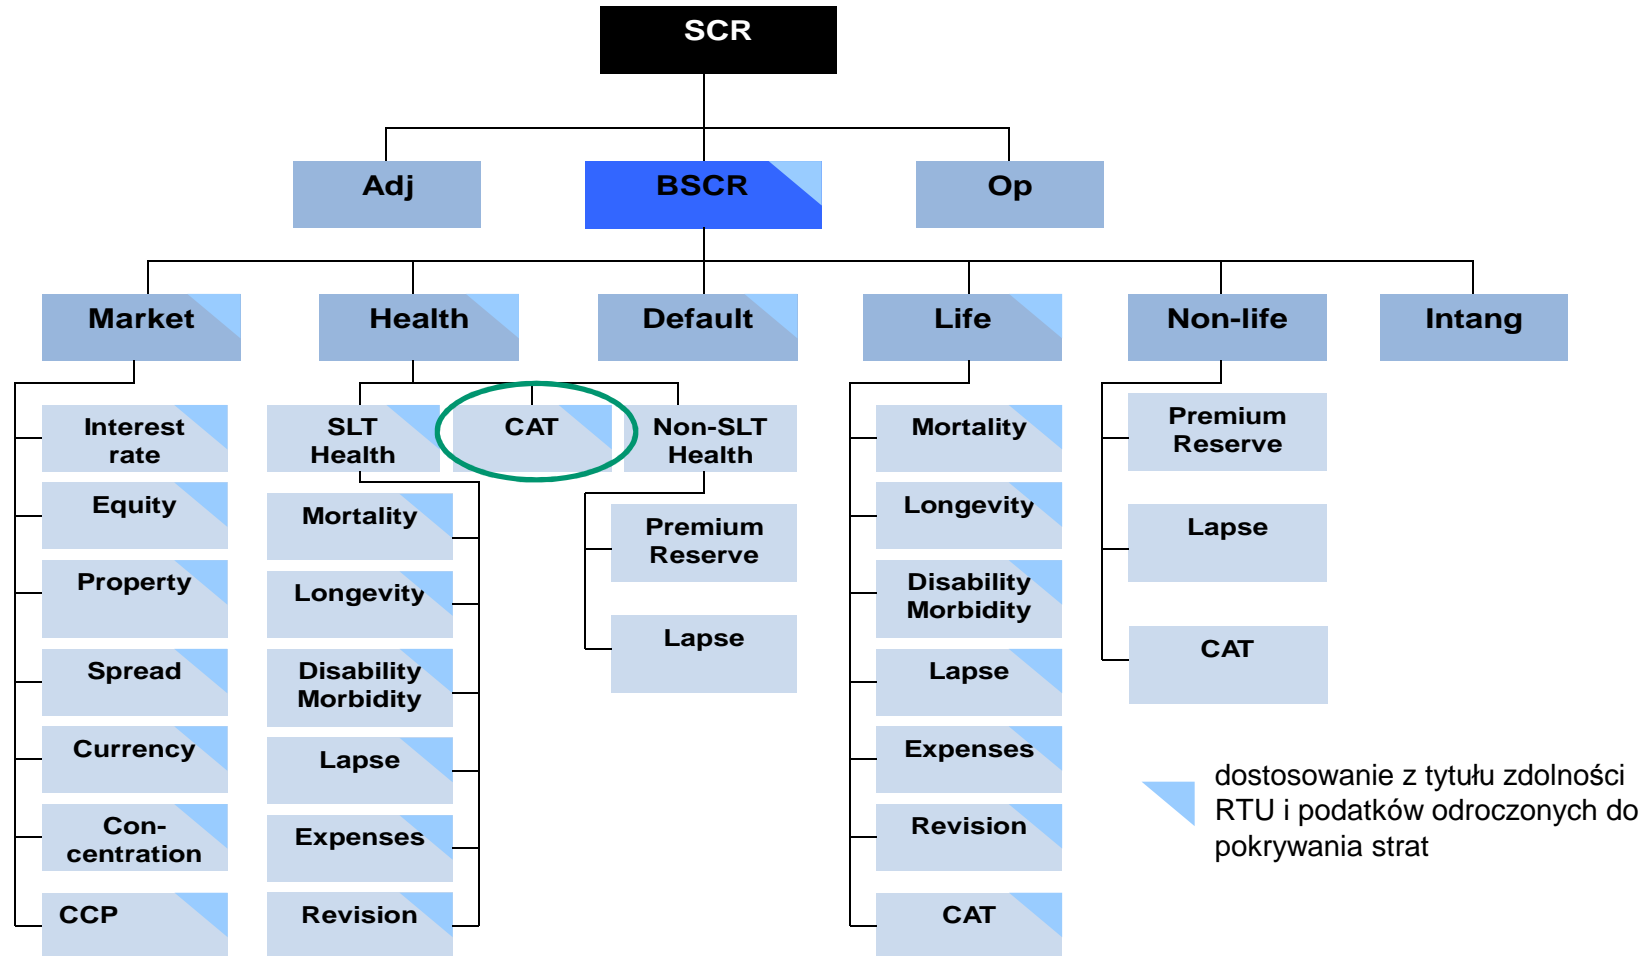 SCR
Adj
BSCR
Op
Market
Health
Default
Life
Non-life
Intang
Interest
rate
Equity
Property
Spread
Currency
Con-
centration
CCP
SLT
Health
CAT
Non-SLT
Health
Mortality
Longevity
Disability
Morbidity
Lapse
Expenses
Revision
Premium
Reserve
Lapse
Mortality
Longevity
Disability
Morbidity
Lapse
Expenses
Revision
CAT
Premium
Reserve
Lapse
CAT
dostosowanie z tytułu zdolności
RTU i podatków odroczonych do
pokrywania strat